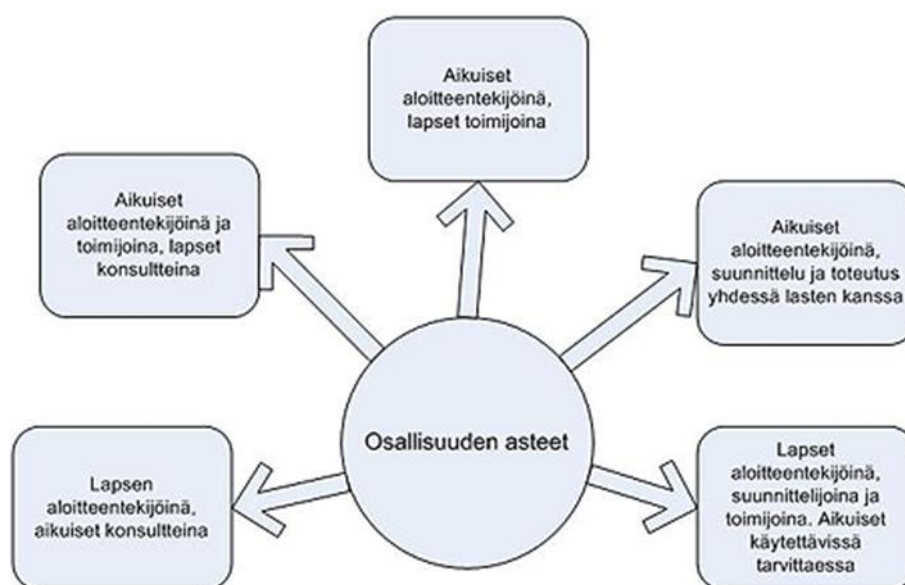 Aikuiset
aloitteentekijöinä,
lapset toimijoina
Aikuiset
aloitteentekijöinä ja
toimijoina, lapset
konsultteina
Aikuiset
aloitteentekijöinä,
suunnittelu ja toteutus
yhdessä lasten kanssa
Osallisuuden asteet
Lapsen
aloitteentekijöinä,
aikuiset konsultteina
Lapset
aloitteentekijöinä,
suunnittelijoina ja
toimijoina. Aikuiset
käytettävissä
tarvittaessa